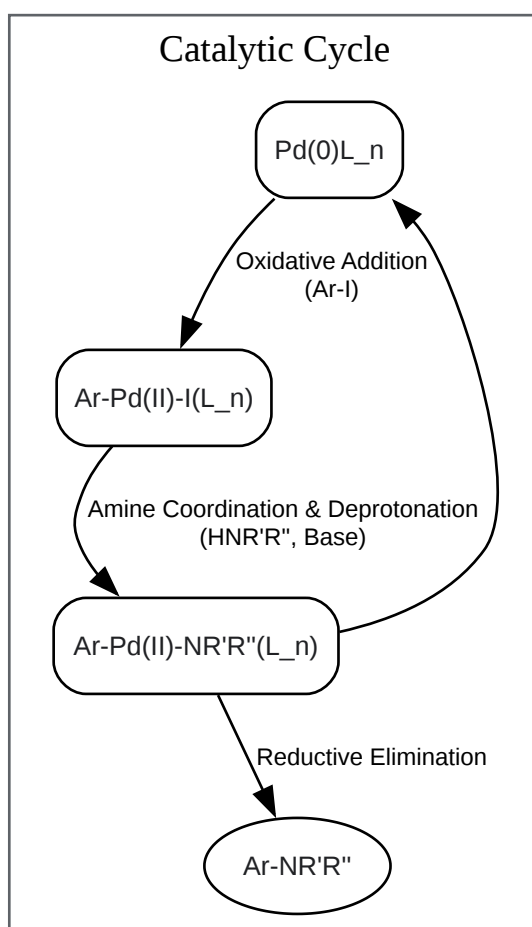 Catalytic Cycle
Pd(0)L_n
Oxidative Addition
(Ar-I)
Ar-Pd(II)-I(L_n)
Amine Coordination & Deprotonation
(HNR'R", Base)
Ar-Pd(II)-NR'R"(L_n)
Reductive Elimination
Ar-NR'R"